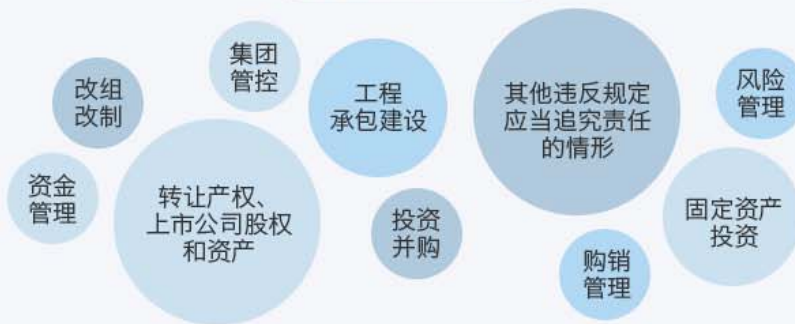 集团
管控
改组
改制
工程
承包建设
其他违反规定
应当追究责任
的情形
风险
管理
资金
管理
转让产权、
上市公司股权
和资产
投资
并购
固定资产
投资
购销
管理